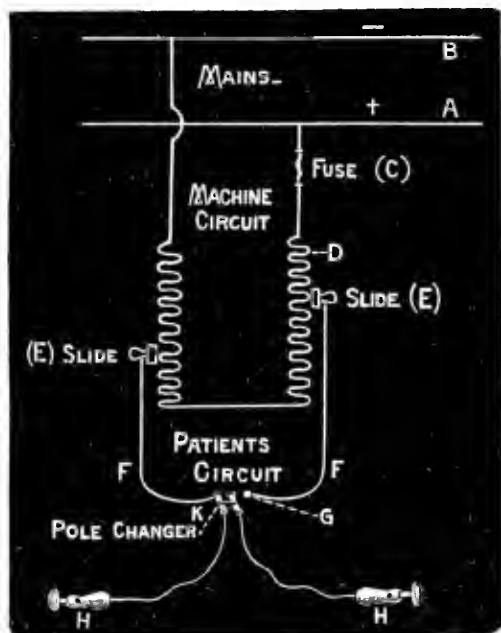 —
B
MAINS-
+ A
FUSE (C)
MACHINE
CIRCUIT
D
SLIDE (E)
(E) SLIDE
PATIENTS
CIRCUIT
F F
K G
POLE CHANGER
H H